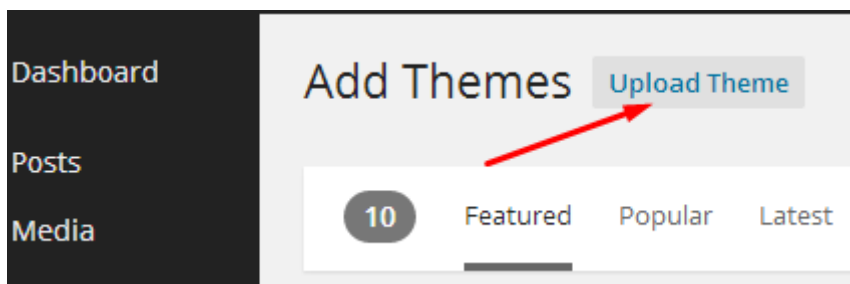 Dashboard
Posts
Media
Add Themes Upload Theme
10 Featured Popular Latest